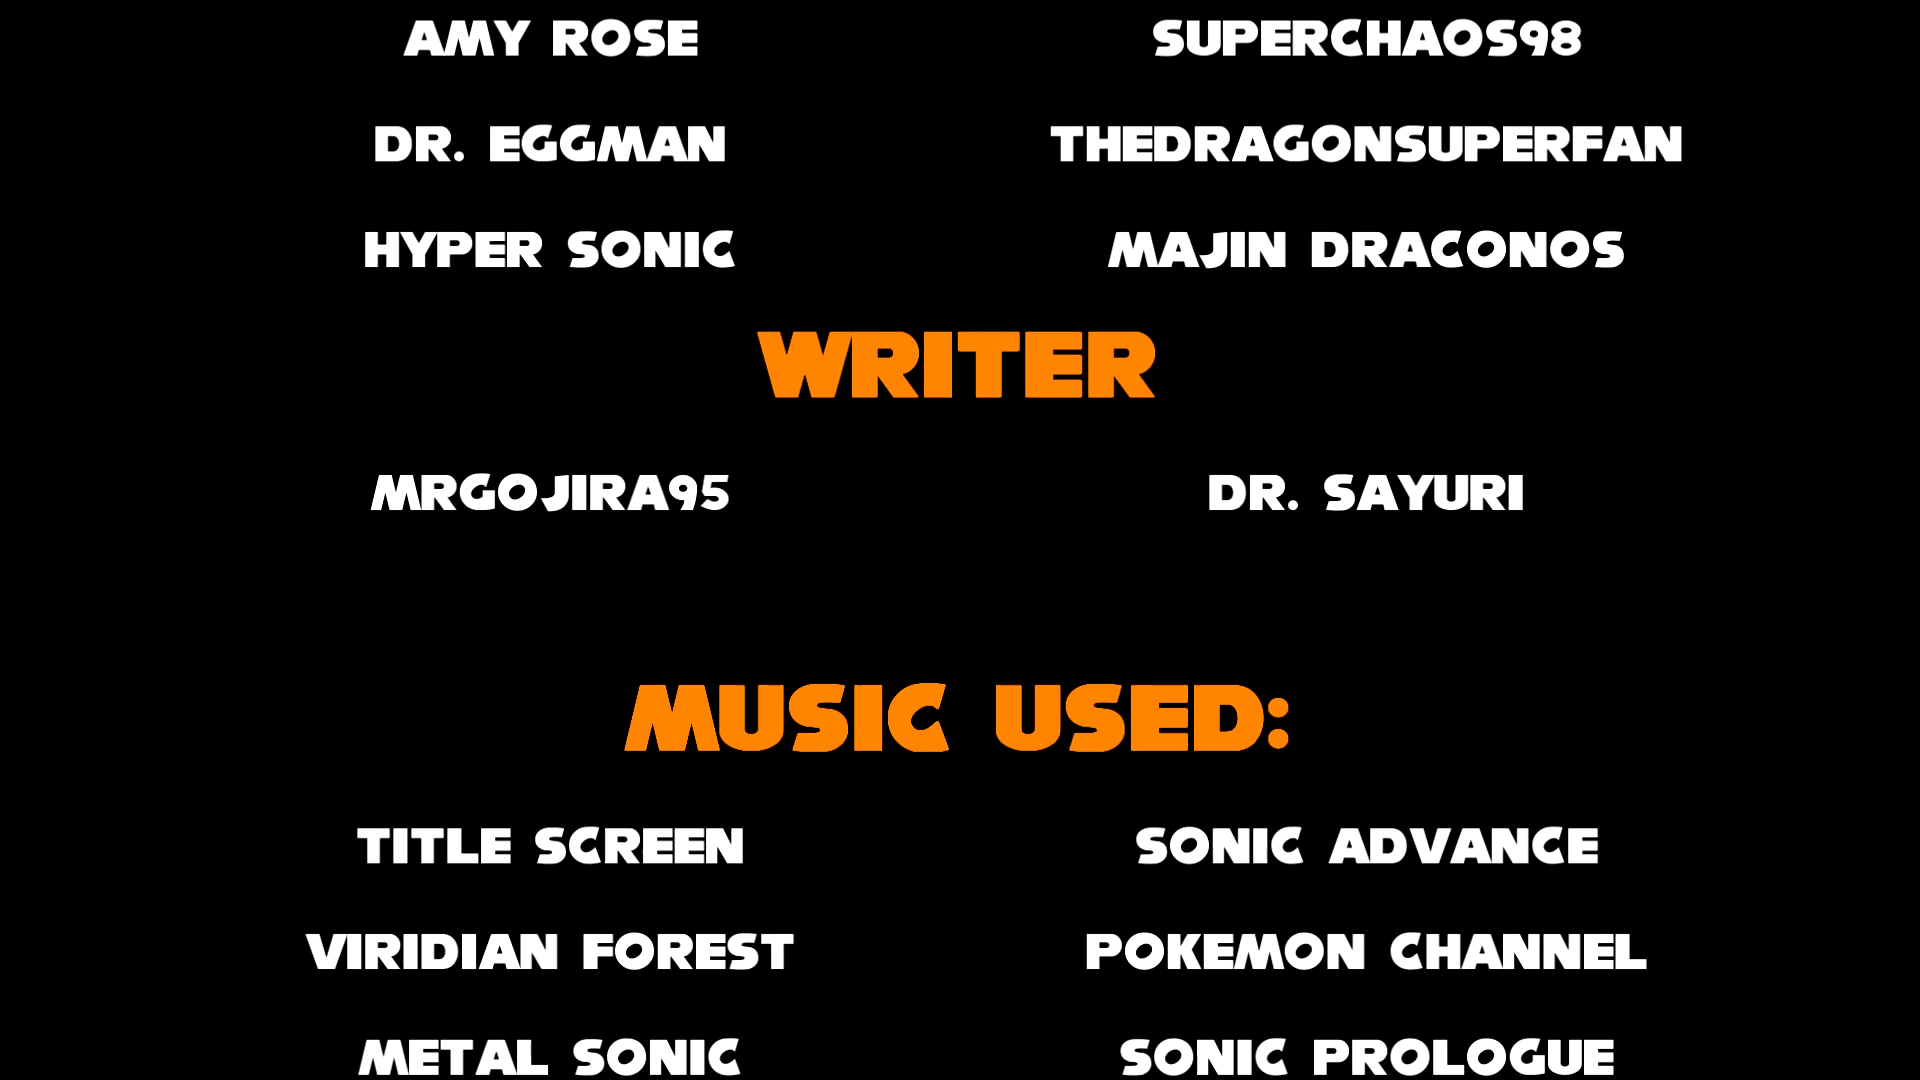 AMY ROSE SUPERCHAOS98
DR. EGGMAN THEDRAGONSUPERFAN
HYPER SONIC MAJIN DRACONOS
WRITER
MRGOJIRA95 DR. SAYURI
MUSIC USED:
TITLE SCREEN SONIC ADVANCE
VIRIDIAN FOREST POKEMON CHANNEL
METAL SONIC SONIC PROLOGUE